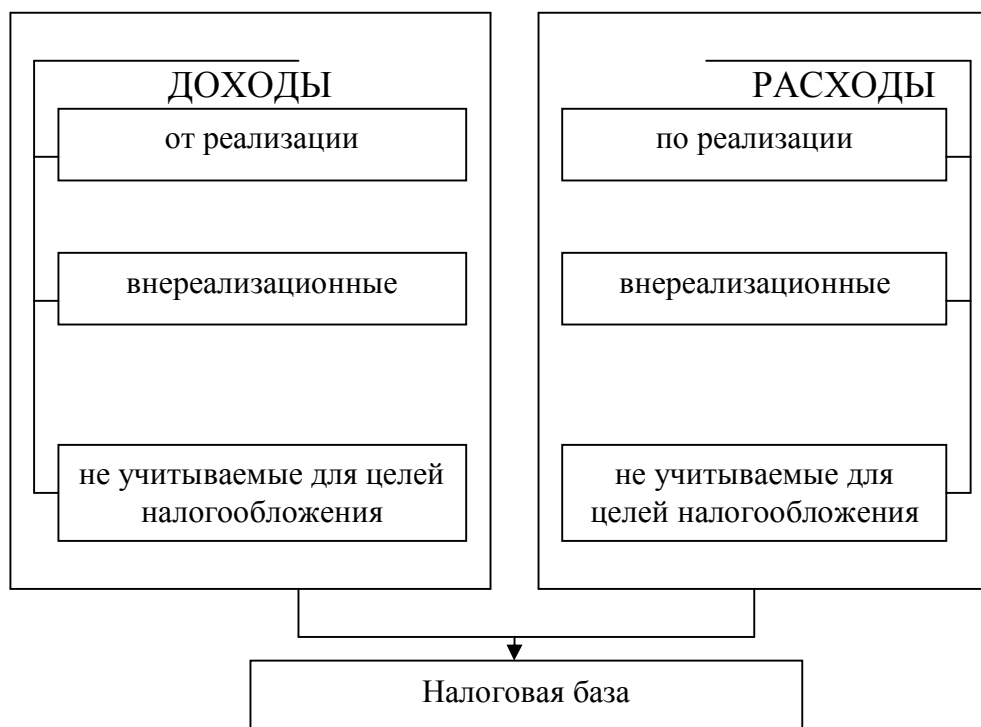 ДОХОДЫ
от реализации
внереализационные
не учитываемые для целей
налогообложения
РАСХОДЫ
по реализации
внереализационные
не учитываемые для
целей налогообложения
Налоговая база